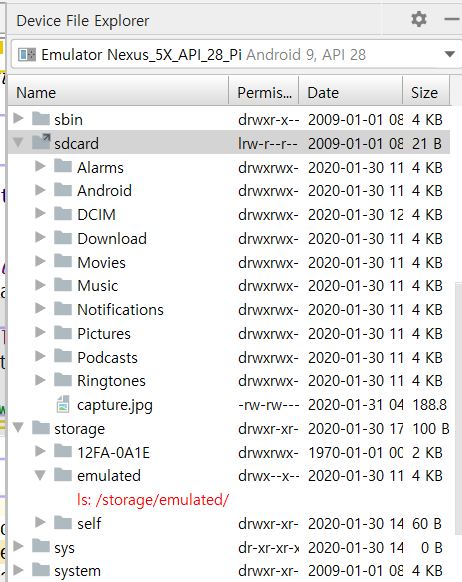 Device File Explorer
Emulator Nexus_5X_API_28_Pi Android 9, API 28
Name Permis... Date Size
sbin drwxr-x-- 2009-01-01 08 4 KB
sdcard lrw-r--r-- 2009-01-01 08 21 B
Alarms drwxrwx- 2020-01-30 11 4 KB
Android drwxrwx- 2020-01-30 11 4 KB
DCIM drwxrwx- 2020-01-30 12 4 KB
Download drwxrwx- 2020-01-30 11 4 KB
Movies drwxrwx- 2020-01-30 11 4 KB
Music drwxrwx- 2020-01-30 11 4 KB
Notifications drwxrwx- 2020-01-30 11 4 KB
Pictures drwxrwx- 2020-01-30 11 4 KB
Podcasts drwxrwx- 2020-01-30 11 4 KB
Ringtones drwxrwx- 2020-01-30 11 4 KB
capture.jpg -rw-rw--- 2020-01-31 04 188.8
storage drwxr-xr- 2020-01-30 17 100 B
12FA-0A1E drwxrwx- 1970-01-01 00 2 KB
emulated drwx--x-- 2020-01-30 11 4 KB
ls: /storage/emulated/
self drwxr-xr- 2020-01-30 14 60 B
sys dr-xr-xr-x 2020-01-30 14 0 B
system drwxr-xr- 2009-01-01 08 4 KB